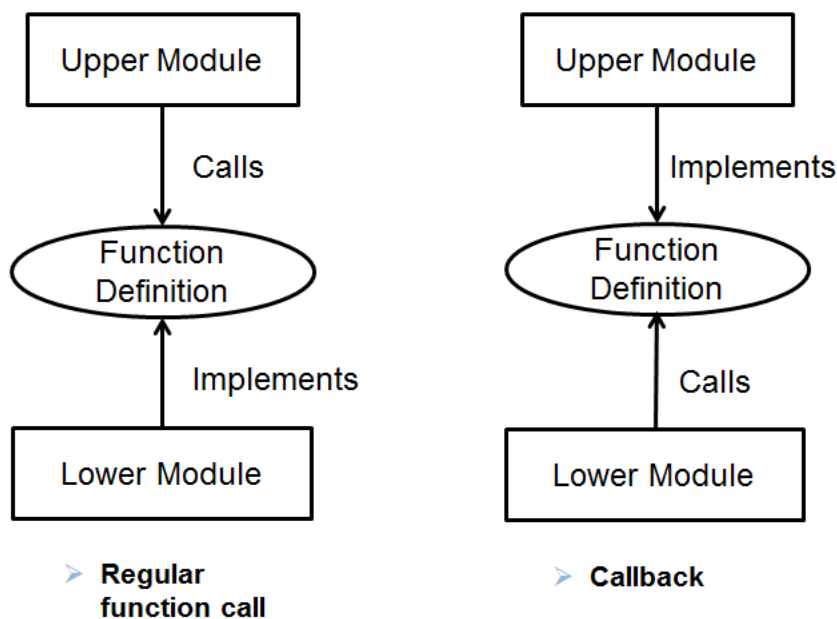 Upper Module
Calls
Function
Definition
Implements
Lower Module
Regular
function call
Upper Module
Implements
Function
Definition
Calls
Lower Module
Callback